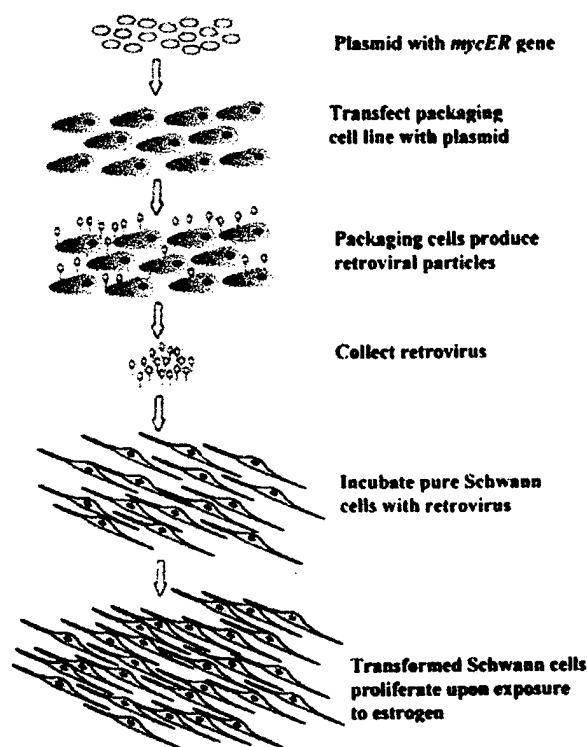 Plasmid with mycER gene
Transfect packaging
cell line with plasmid
Packaging cells produce
retroviral particles
Collect retrovirus
Incubate pure Schwann
cells with retrovirus
Transformed Schwann cells
proliferate upon exposure
to estrogen